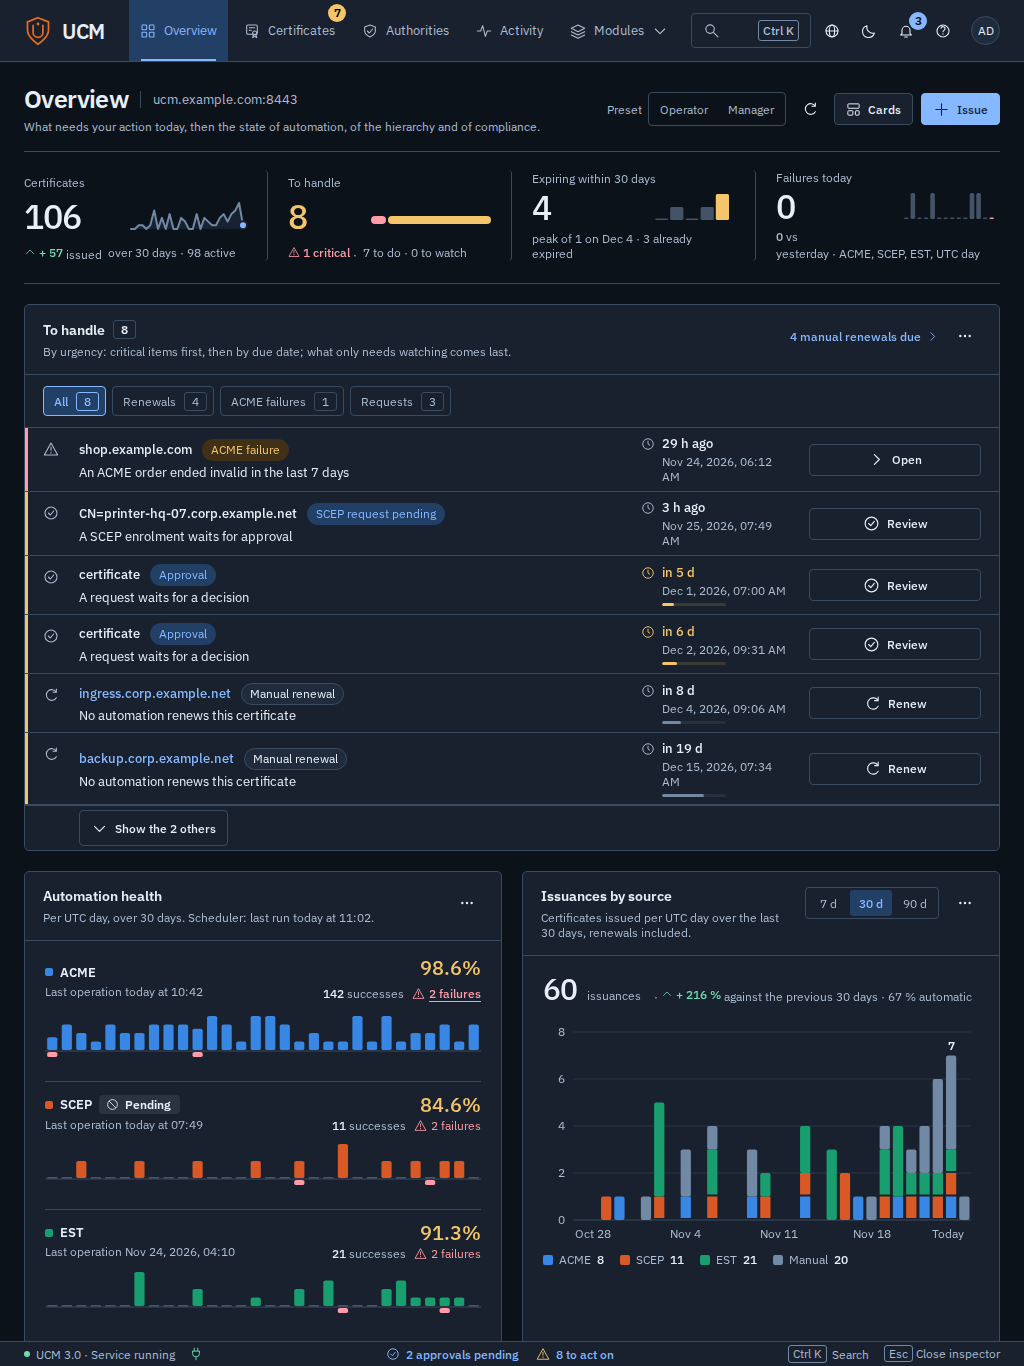 UCM
Overview
Certificates
7
Authorities
Activity
Modules
Ctrl K
3
AD
Overview
ucm.example.com:8443
What needs your action today, then the state of automation, of the hierarchy and of compliance.
Preset
Operator
Manager
Cards
Issue
Certificates
106
+ 57 issued over 30 days · 98 active
To handle
8
1 critical · 7 to do · 0 to watch
Expiring within 30 days
4
peak of 1 on Dec 4 · 3 already
expired
Failures today
0
0 vs
yesterday · ACME, SCEP, EST, UTC day
To handle 8
By urgency: critical items first, then by due date; what only needs watching comes last.
4 manual renewals due
All 8
Renewals 4
ACME failures 1
Requests 3
shop.example.com ACME failure
An ACME order ended invalid in the last 7 days
29 h ago
Nov 24, 2026, 06:12
AM
Open
CN=printer-hq-07.corp.example.net SCEP request pending
A SCEP enrolment waits for approval
3 h ago
Nov 25, 2026, 07:49
AM
Review
certificate Approval
A request waits for a decision
in 5 d
Dec 1, 2026, 07:00 AM
Review
certificate Approval
A request waits for a decision
in 6 d
Dec 2, 2026, 09:31 AM
Review
ingress.corp.example.net Manual renewal
No automation renews this certificate
in 8 d
Dec 4, 2026, 09:06 AM
Renew
backup.corp.example.net Manual renewal
No automation renews this certificate
in 19 d
Dec 15, 2026, 07:34
AM
Renew
Show the 2 others
Automation health
Per UTC day, over 30 days. Scheduler: last run today at 11:02.
ACME
98.6%
Last operation today at 10:42
142 successes 2 failures
SCEP Pending
84.6%
Last operation today at 07:49
11 successes 2 failures
EST
91.3%
Last operation Nov 24, 2026, 04:10
21 successes 2 failures
Issuances by source
Certificates issued per UTC day over the last
30 days, renewals included.
7 d
30 d
90 d
60 issuances · + 216 % against the previous 30 days · 67 % automatic
8
7
6
4
2
0
Oct 28
Nov 4
Nov 11
Nov 18
Today
ACME 8
SCEP 11
EST 21
Manual 20
UCM 3.0 · Service running
2 approvals pending
8 to act on
Ctrl K Search
Esc Close inspector